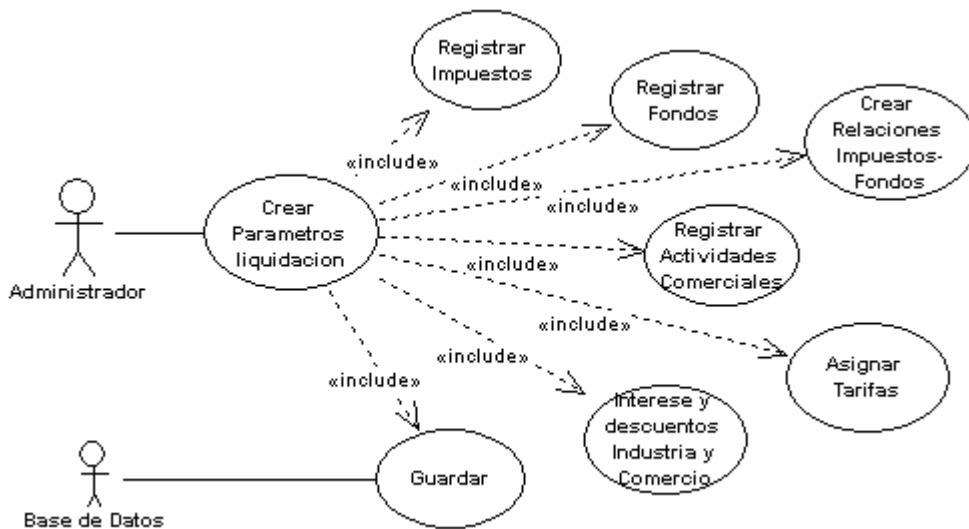 Registrar
Impuestos
Registrar
Fondos
Crear
Relaciones
Impuestos-
Fondos
«include»
«include»
«include»
Crear
Parametros
liquidacion
Registrar
Actividades
Comerciales
«include»
Administrador
«include»
«include»
«include»
Asignar
Tarifas
Interese y
descuentos
Industria y
Comercio
Guardar
Base de Datos